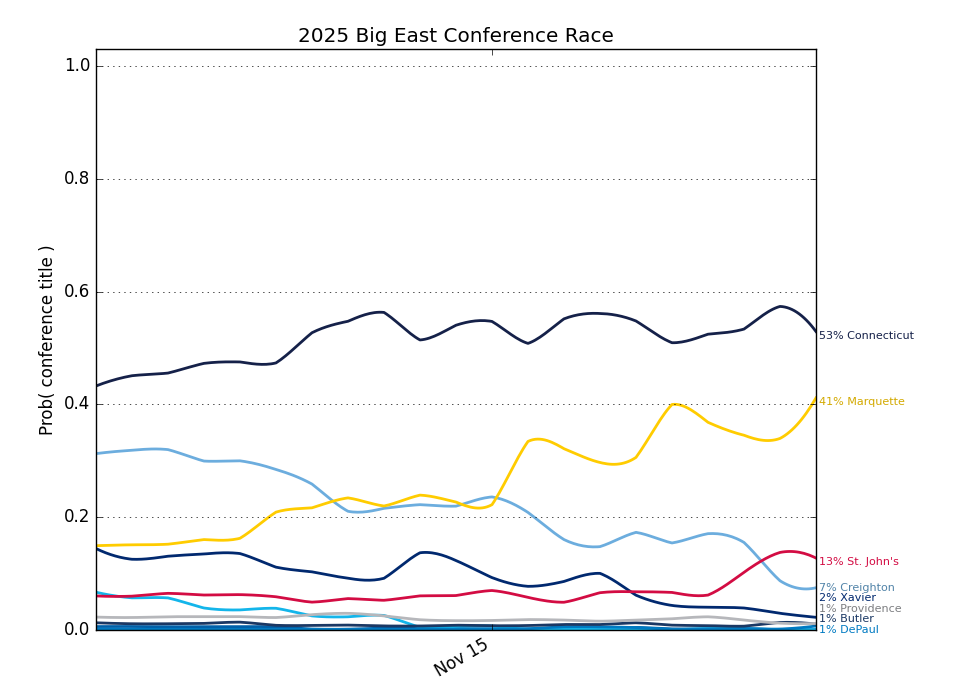 2025 Big East Conference Race
Prob( conference title )
1.0
0.8
0.6
0.4
0.2
0.0
Nov 15
53% Connecticut
41% Marquette
13% St. John's
7% Creighton
2% Xavier
1% Providence
1% Butler
1% DePaul